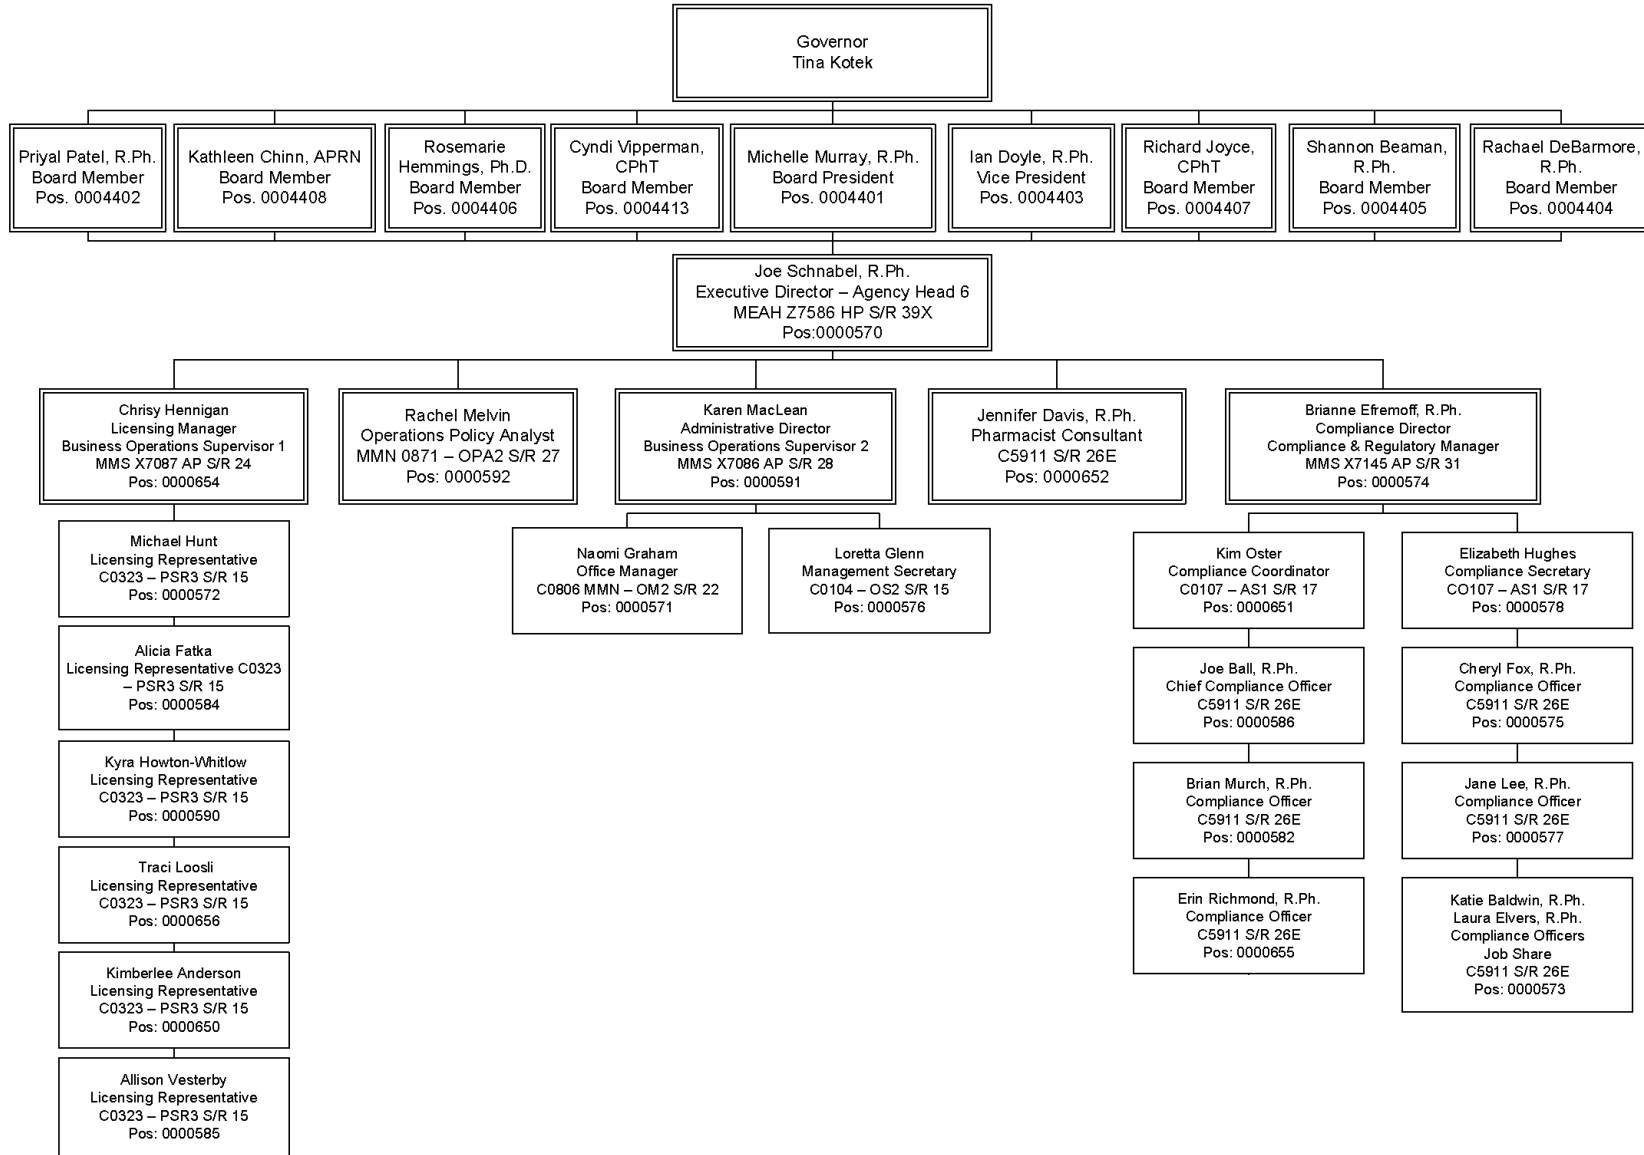 Governor
Tina Kotek
Priyal Patel, R.Ph.
Board Member
Pos. 0004402
Kathleen Chinn, APRN
Board Member
Pos. 0004408
Rosemarie
Hemmings, Ph.D.
Board Member
Pos. 0004406
Cyndi Vipperman,
CPhT
Board Member
Pos. 0004413
Michelle Murray, R.Ph.
Board President
Pos. 0004401
Ian Doyle, R.Ph.
Vice President
Pos. 0004403
Richard Joyce,
CPhT
Board Member
Pos. 0004407
Shannon Beaman,
R.Ph.
Board Member
Pos. 0004405
Rachael DeBarmore,
R.Ph.
Board Member
Pos. 0004404
Joe Schnabel, R.Ph.
Executive Director – Agency Head 6
MEAH Z7586 HP S/R 39X
Pos:0000570
Chrisy Hennigan
Licensing Manager
Business Operations Supervisor 1
MMS X7087 AP S/R 24
Pos: 0000654
Rachel Melvin
Operations Policy Analyst
MMN 0871 – OPA2 S/R 27
Pos: 0000592
Karen MacLean
Administrative Director
Business Operations Supervisor 2
MMS X7086 AP S/R 28
Pos: 0000591
Jennifer Davis, R.Ph.
Pharmacist Consultant
C5911 S/R 26E
Pos: 0000652
Brianne Efremoff, R.Ph.
Compliance Director
Compliance & Regulatory Manager
MMS X7145 AP S/R 31
Pos: 0000574
Michael Hunt
Licensing Representative
C0323 – PSR3 S/R 15
Pos: 0000572
Alicia Fatka
Licensing Representative C0323
– PSR3 S/R 15
Pos: 0000584
Kyra Howton-Whitlow
Licensing Representative
C0323 – PSR3 S/R 15
Pos: 0000590
Traci Loosli
Licensing Representative
C0323 – PSR3 S/R 15
Pos: 0000656
Kimberlee Anderson
Licensing Representative
C0323 – PSR3 S/R 15
Pos: 0000650
Allison Vesterby
Licensing Representative
C0323 – PSR3 S/R 15
Pos: 0000585
Naomi Graham
Office Manager
C0806 MMN – OM2 S/R 22
Pos: 0000571
Loretta Glenn
Management Secretary
C0104 – OS2 S/R 15
Pos: 0000576
Kim Oster
Compliance Coordinator
C0107 – AS1 S/R 17
Pos: 0000651
Joe Ball, R.Ph.
Chief Compliance Officer
C5911 S/R 26E
Pos: 0000586
Brian Murch, R.Ph.
Compliance Officer
C5911 S/R 26E
Pos: 0000582
Erin Richmond, R.Ph.
Compliance Officer
C5911 S/R 26E
Pos: 0000655
Elizabeth Hughes
Compliance Secretary
CO107 – AS1 S/R 17
Pos: 0000578
Cheryl Fox, R.Ph.
Compliance Officer
C5911 S/R 26E
Pos: 0000575
Jane Lee, R.Ph.
Compliance Officer
C5911 S/R 26E
Pos: 0000577
Katie Baldwin, R.Ph.
Laura Elvers, R.Ph.
Compliance Officers
Job Share
C5911 S/R 26E
Pos: 0000573